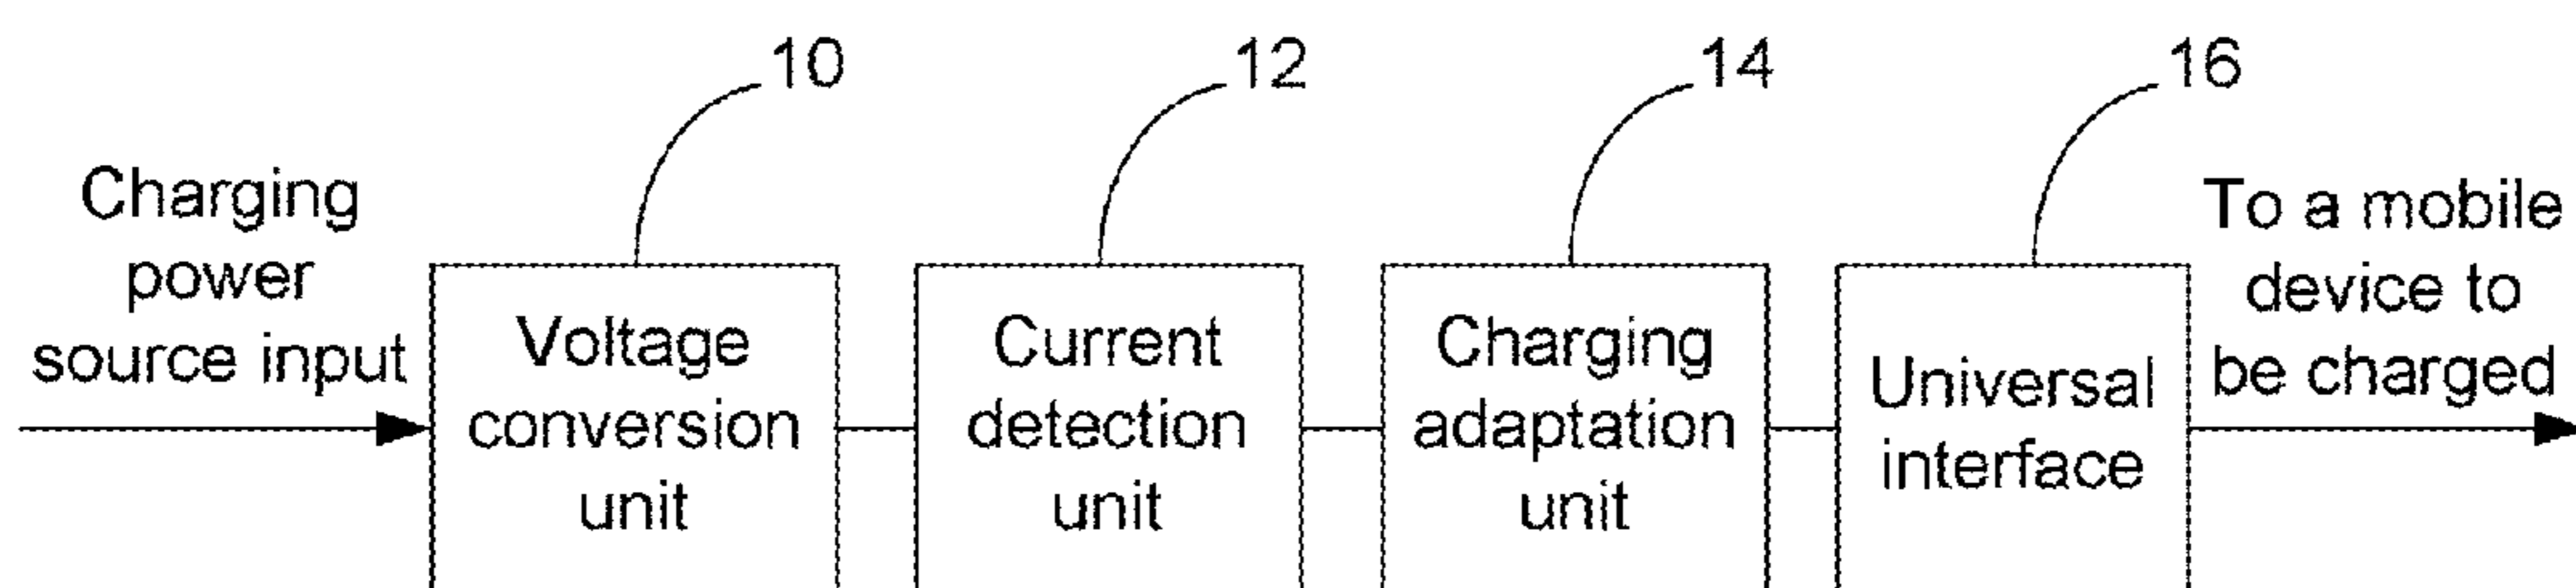 10
12
14
16
Charging
power
source input
Voltage
conversion
unit
Current
detection
unit
Charging
adaptation
unit
Universal
interface
To a mobile
device to
be charged